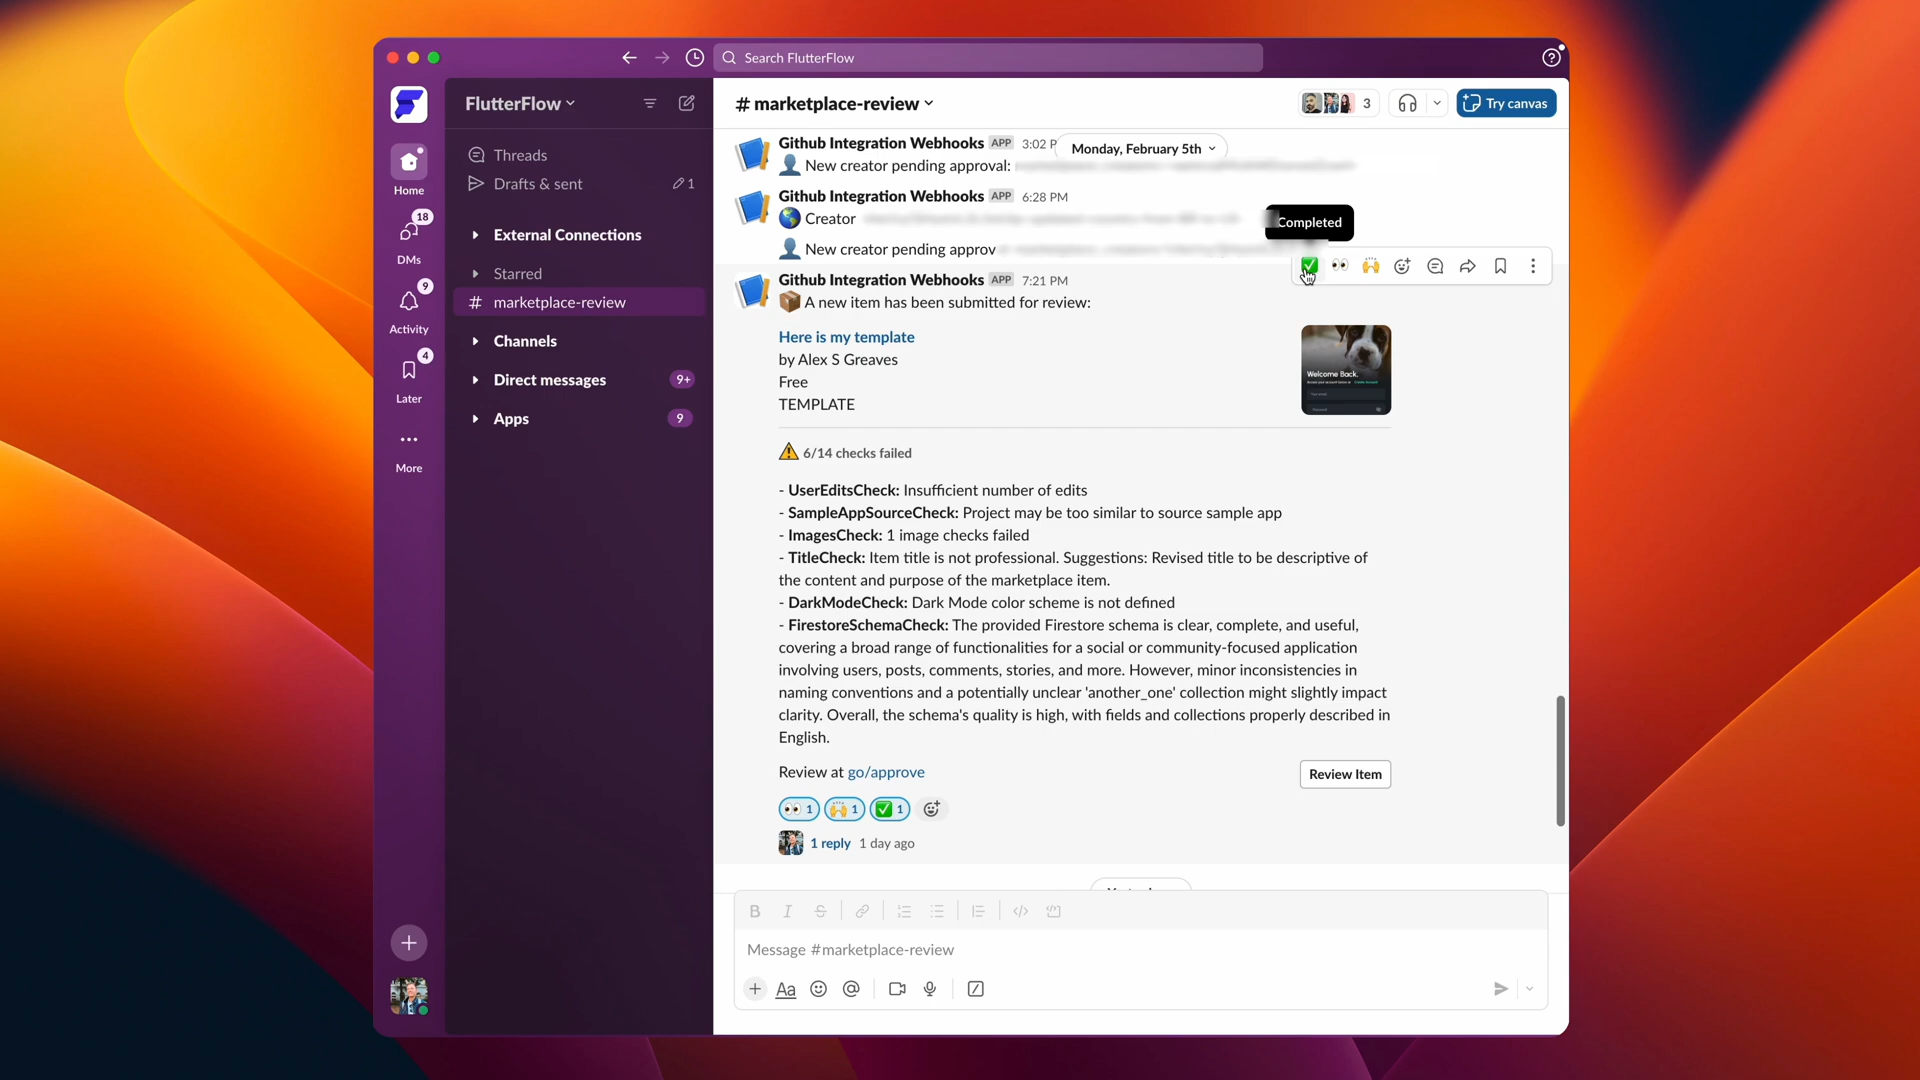 Search FlutterFlow
FlutterFlow
# marketplace-review
3
Try canvas
Home
18
DMs
9
Activity
4
Later
More
Threads
Drafts & sent
1
External Connections
Starred
# marketplace-review
Channels
Direct messages
9+
Apps
9
Github Integration Webhooks APP 3:02 P
Monday, February 5th
New creator pending approval:
Github Integration Webhooks APP 6:28 PM
Creator
Completed
New creator pending approv
Github Integration Webhooks APP 7:21 PM
A new item has been submitted for review:
Here is my template
by Alex S Greaves
Free
TEMPLATE
Welcome Back.
6/14 checks failed
- UserEditsCheck: Insufficient number of edits
- SampleAppSourceCheck: Project may be too similar to source sample app
- ImagesCheck: 1 image checks failed
- TitleCheck: Item title is not professional. Suggestions: Revised title to be descriptive of
the content and purpose of the marketplace item.
- DarkModeCheck: Dark Mode color scheme is not defined
- FirestoreSchemaCheck: The provided Firestore schema is clear, complete, and useful,
covering a broad range of functionalities for a social or community-focused application
involving users, posts, comments, stories, and more. However, minor inconsistencies in
naming conventions and a potentially unclear 'another_one' collection might slightly impact
clarity. Overall, the schema's quality is high, with fields and collections properly described in
English.
Review at go/approve
Review Item
1 1 1
1 reply 1 day ago
Message #marketplace-review
Aa